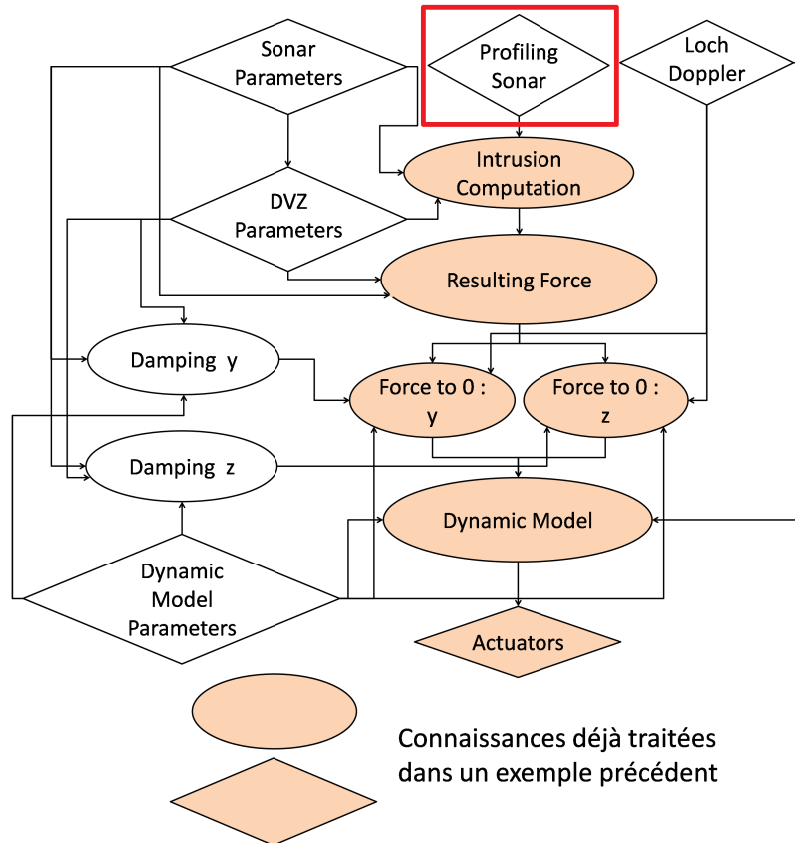 Sonar
Parameters
Profiling
Sonar
Loch
Doppler
Intrusion
Computation
DVZ
Parameters
Resulting Force
Damping y
Force to 0 :
y
Force to 0 :
z
Damping z
Dynamic Model
Dynamic
Model
Parameters
Actuators
Connaissances déjà traitées
dans un exemple précédent